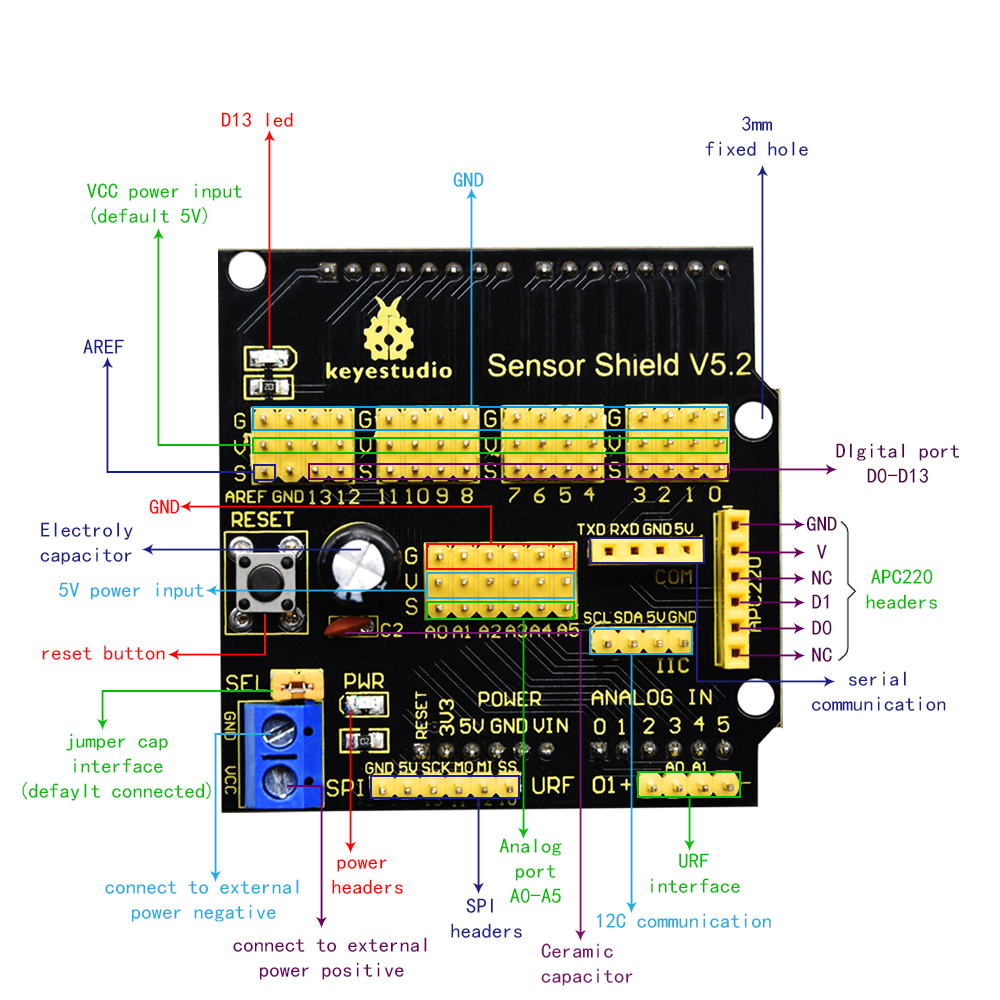 D13 led
3mm
fixed hole
VCC power input
(default 5V)
GND
AREF
keyestudio
Sensor Shield V5.2
G G G G
V V V V
S S S S
AREF GND 13 12 11 10 9 8 7 6 5 4 3 2 1 0
DIgital port
D0-D13
GND
RESET
Electroly
capacitor
5V power input
G
V
S
A0 A1 A2 A3 A4 A5
C2
TXD RXD GND 5V
COM
SCL SDA 5V GND
IIC
APC220
GND
V
NC
D1
D0
NC
APC220
headers
reset button
serial
communication
SEL
PWR
GND
VCC
RESET
3V3
POWER
5V GND VIN
ANALOG IN
0 1 2 3 4 5
jumper cap
interface
(defaylt connected)
SPI
GND 5V SCK MO MI SS
URF
01+
A0 A1
-
power
headers
Analog
port
A0-A5
URF
interface
connect to external
power negative
SPI
headers
12C communication
connect to external
power positive
Ceramic
capacitor